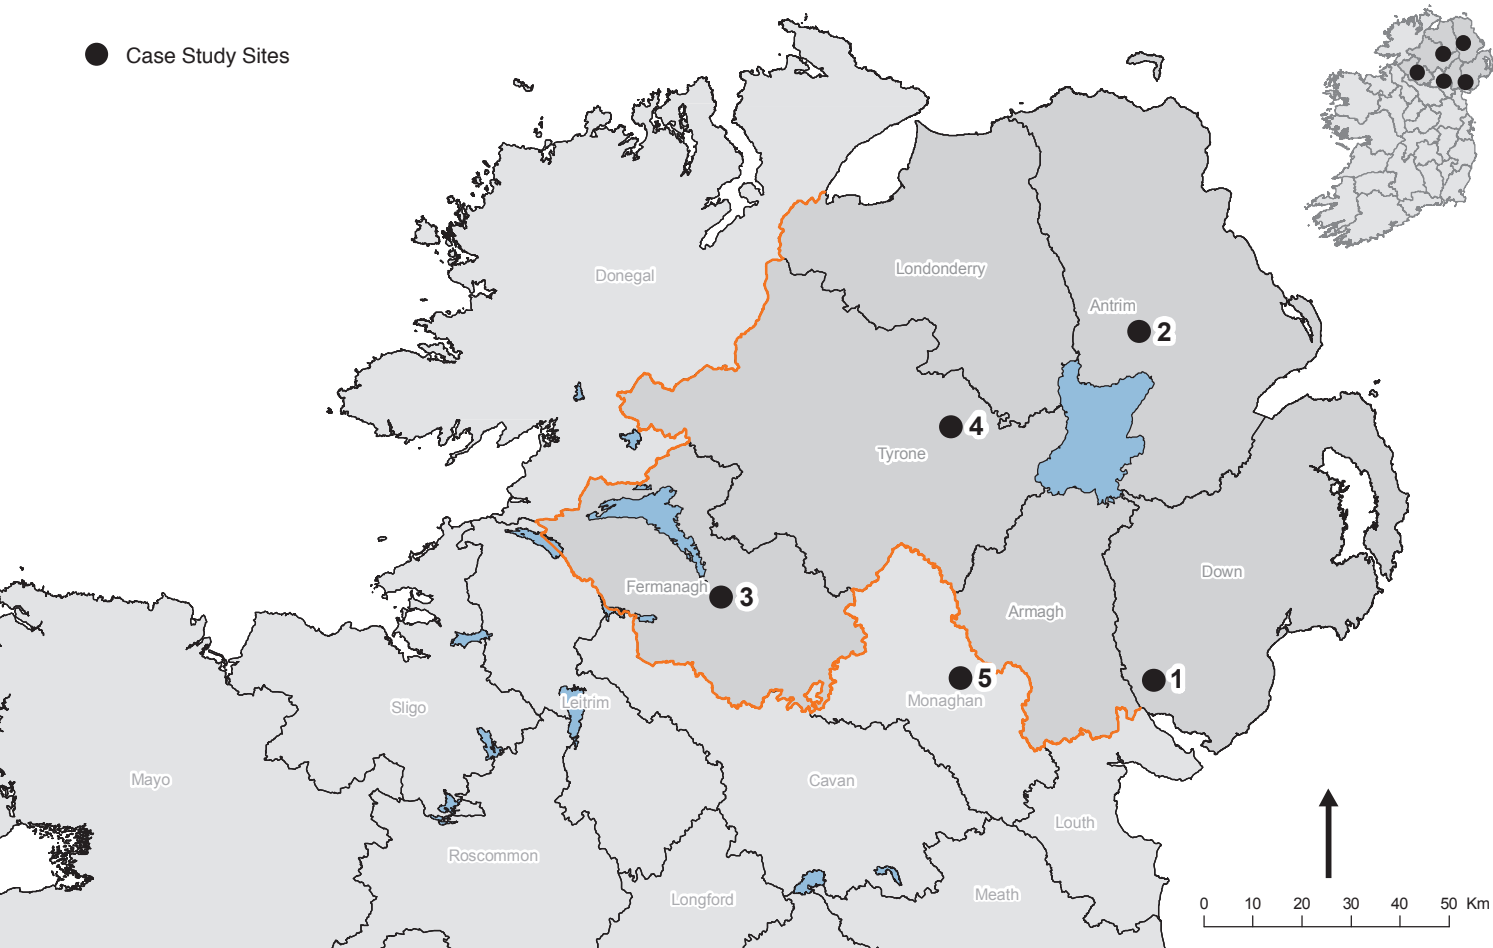 Case Study Sites
Donegal
Londonderry
Antrim
2
4
Tyrone
Down
Fermanagh
3
Armagh
5
1
Monaghan
Leitrim
Sligo
Mayo
Cavan
Louth
Roscommon
Meath
Longford
0 10 20 30 40 50 Km